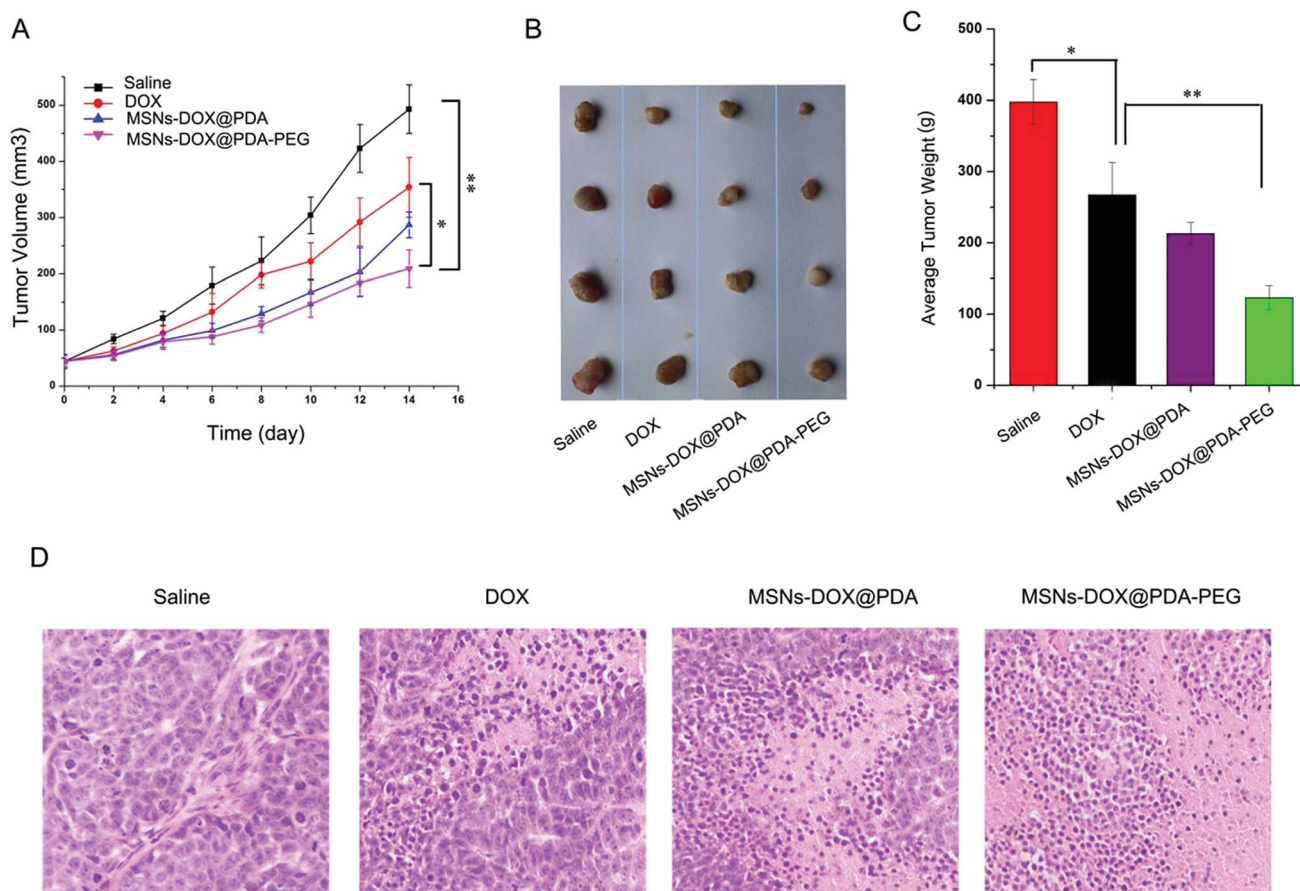 A
Tumor Volume (mm3)
500
400
300
200
100
0
Saline
DOX
MSNs-DOX@PDA
MSNs-DOX@PDA-PEG
*
**
0 2 4 6 8 10 12 14 16
Time (day)
B
Saline
DOX
MSNs-DOX@PDA
MSNs-DOX@PDA-PEG
C
Average Tumor Weight (g)
500
400
300
200
100
0
*
**
Saline
DOX
MSNs-DOX@PDA
MSNs-DOX@PDA-PEG
D
Saline DOX MSNs-DOX@PDA MSNs-DOX@PDA-PEG